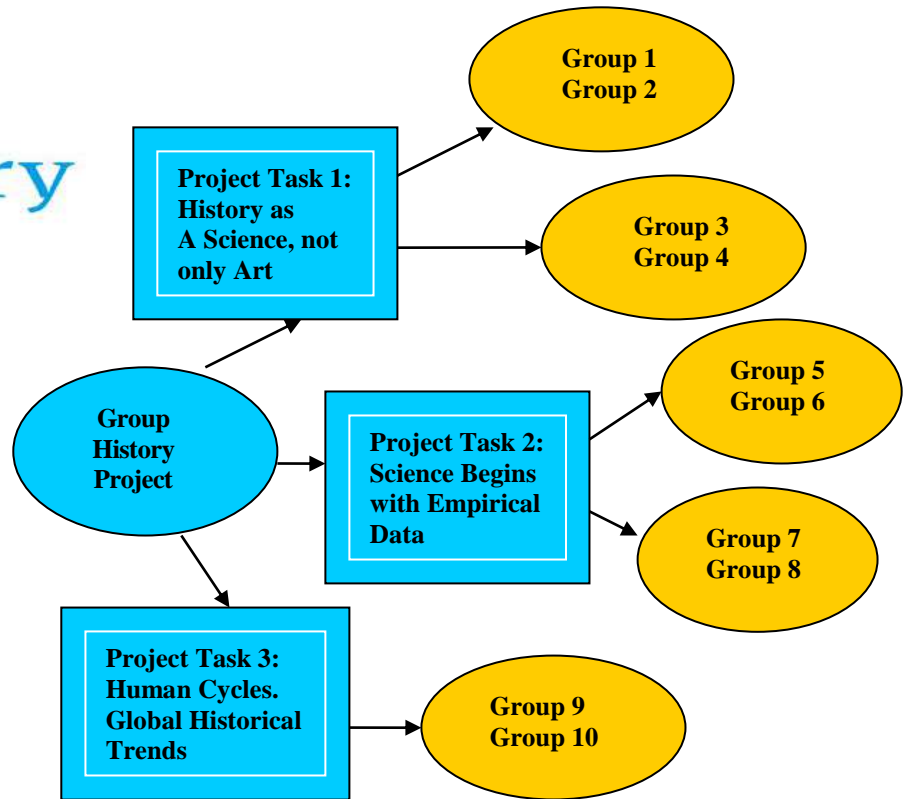 ry
Project Task 1:
History as
A Science, not
only Art
Group 1
Group 2
Group 3
Group 4
Group
History
Project
Project Task 2:
Science Begins
with Empirical
Data
Group 5
Group 6
Group 7
Group 8
Project Task 3:
Human Cycles.
Global Historical
Trends
Group 9
Group 10